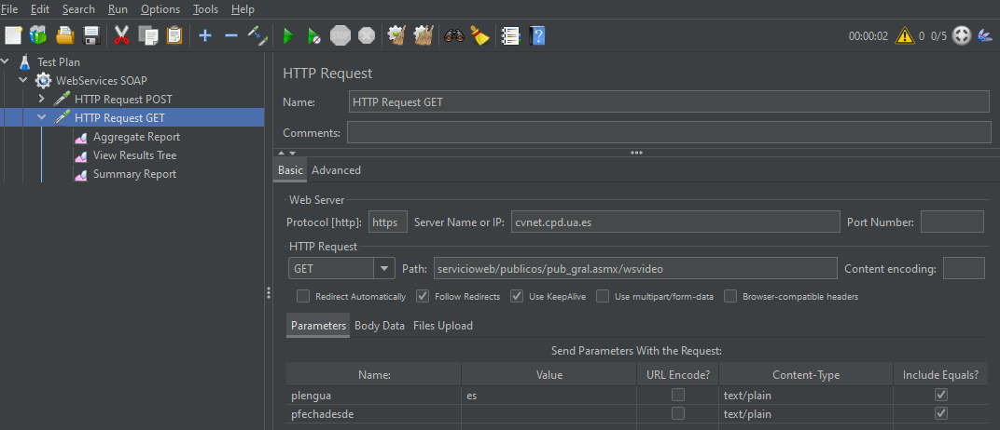 File Edit Search Run Options Tools Help
00:00:02 0 0/5
Test Plan
WebServices SOAP
HTTP Request POST
HTTP Request GET
Aggregate Report
View Results Tree
Summary Report
HTTP Request
Name: HTTP Request GET
Comments:
Basic Advanced
Web Server
Protocol [http]: https Server Name or IP: cvnet.cpd.ua.es Port Number:
HTTP Request
GET Path: servicioweb/publicos/pub_gral.asmx/wsvideo Content encoding:
Redirect Automatically Follow Redirects Use KeepAlive Use multipart/form-data Browser-compatible headers
Parameters Body Data Files Upload
Send Parameters With the Request:
Name: Value URL Encode? Content-Type Include Equals?
plengua es text/plain
pfechadesde text/plain